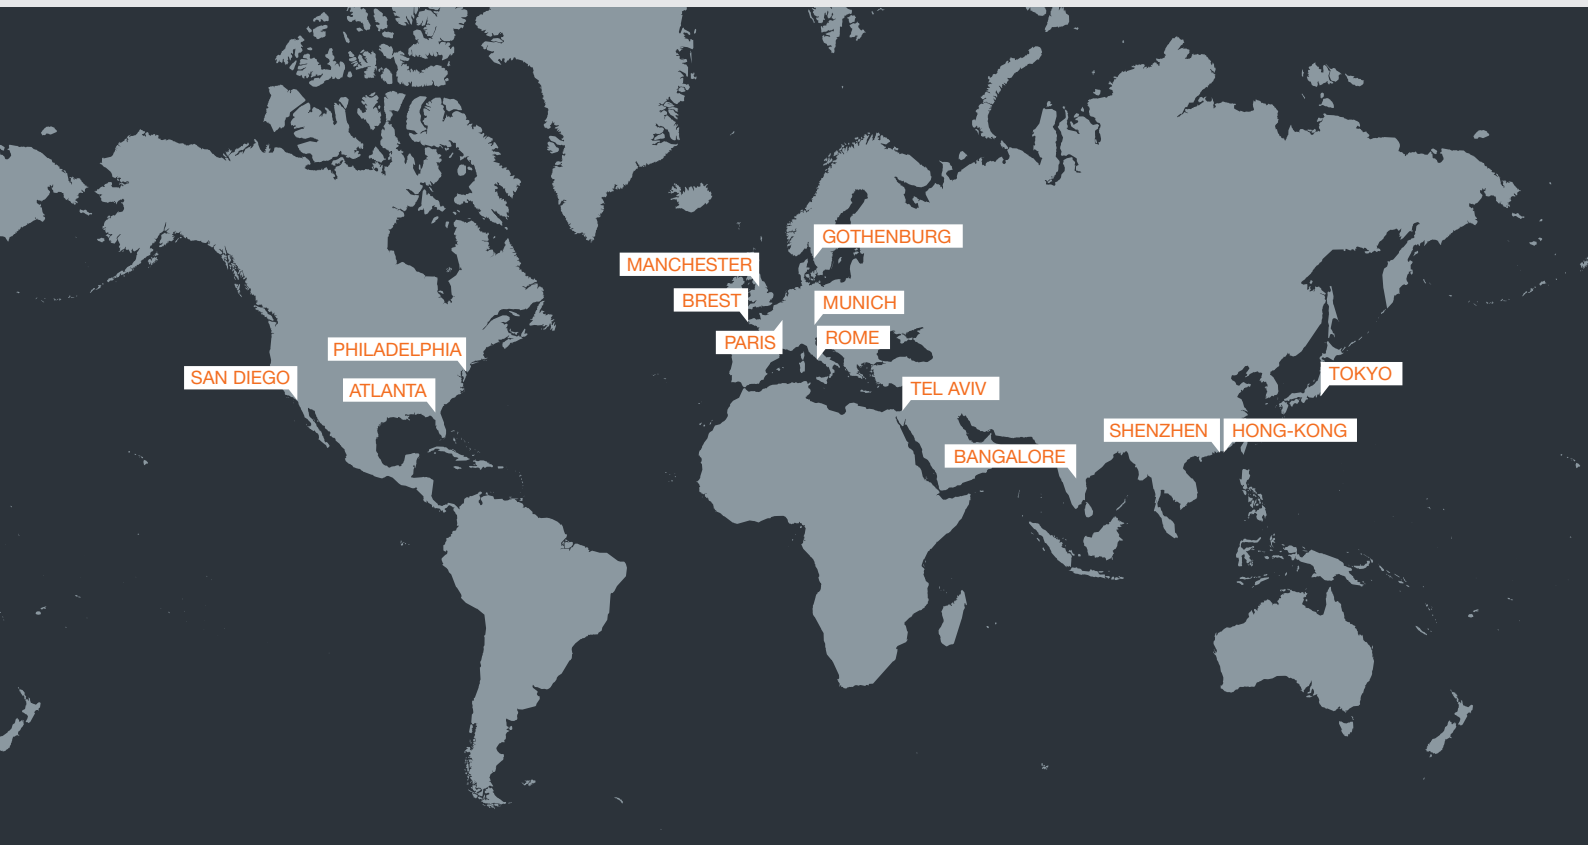 GOTHENBURG
MANCHESTER
BREST
MUNICH
PARIS
ROME
PHILADELPHIA
SAN DIEGO
ATLANTA
TEL AVIV
TOKYO
SHENZHEN
HONG-KONG
BANGALORE